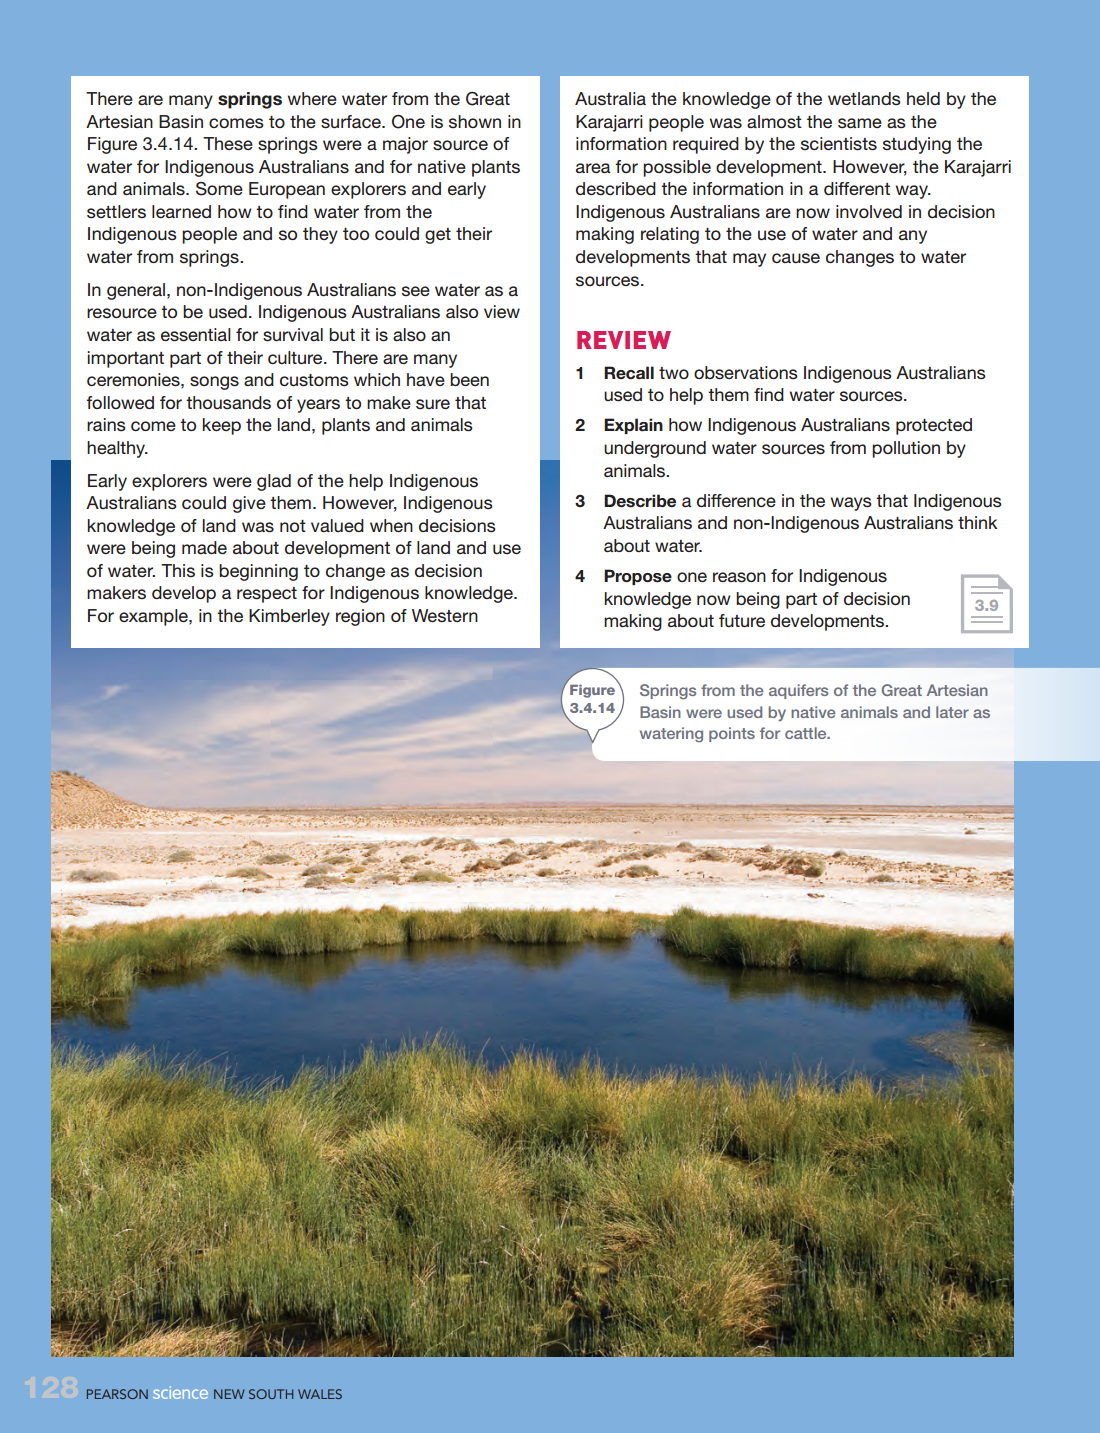 There are many springs where water from the Great
Artesian Basin comes to the surface. One is shown in
Figure 3.4.14. These springs were a major source of
water for Indigenous Australians and for native plants
and animals. Some European explorers and early
settlers learned how to find water from the
Indigenous people and so they too could get their
water from springs.
In general, non-Indigenous Australians see water as a
resource to be used. Indigenous Australians also view
water as essential for survival but it is also an
important part of their culture. There are many
ceremonies, songs and customs which have been
followed for thousands of years to make sure that
rains come to keep the land, plants and animals
healthy.
Early explorers were glad of the help Indigenous
Australians could give them. However, Indigenous
knowledge of land was not valued when decisions
were being made about development of land and use
of water. This is beginning to change as decision
makers develop a respect for Indigenous knowledge.
For example, in the Kimberley region of Western
Australia the knowledge of the wetlands held by the
Karajarri people was almost the same as the
information required by the scientists studying the
area for possible development. However, the Karajarri
described the information in a different way.
Indigenous Australians are now involved in decision
making relating to the use of water and any
developments that may cause changes to water
sources.
REVIEW
1 Recall two observations Indigenous Australians
used to help them find water sources.
2 Explain how Indigenous Australians protected
underground water sources from pollution by
animals.
3 Describe a difference in the ways that Indigenous
Australians and non-Indigenous Australians think
about water.
4 Propose one reason for Indigenous
knowledge now being part of decision
making about future developments.
3.9
Figure
3.4.14
Springs from the aquifers of the Great Artesian
Basin were used by native animals and later as
watering points for cattle.
128 PEARSON science NEW SOUTH WALES